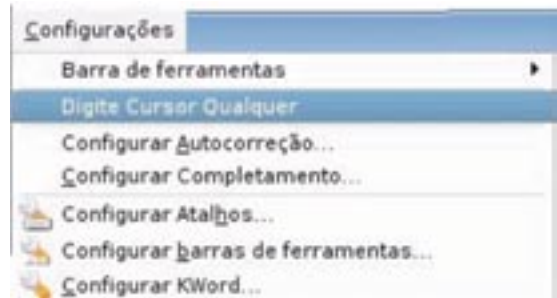 Configurações
Barra de ferramentas
Digite Cursor Qualquer
Configurar Autocorreção...
Configurar Completamento...
Configurar Atalhos...
Configurar barras de ferramentas...
Configurar KWord...